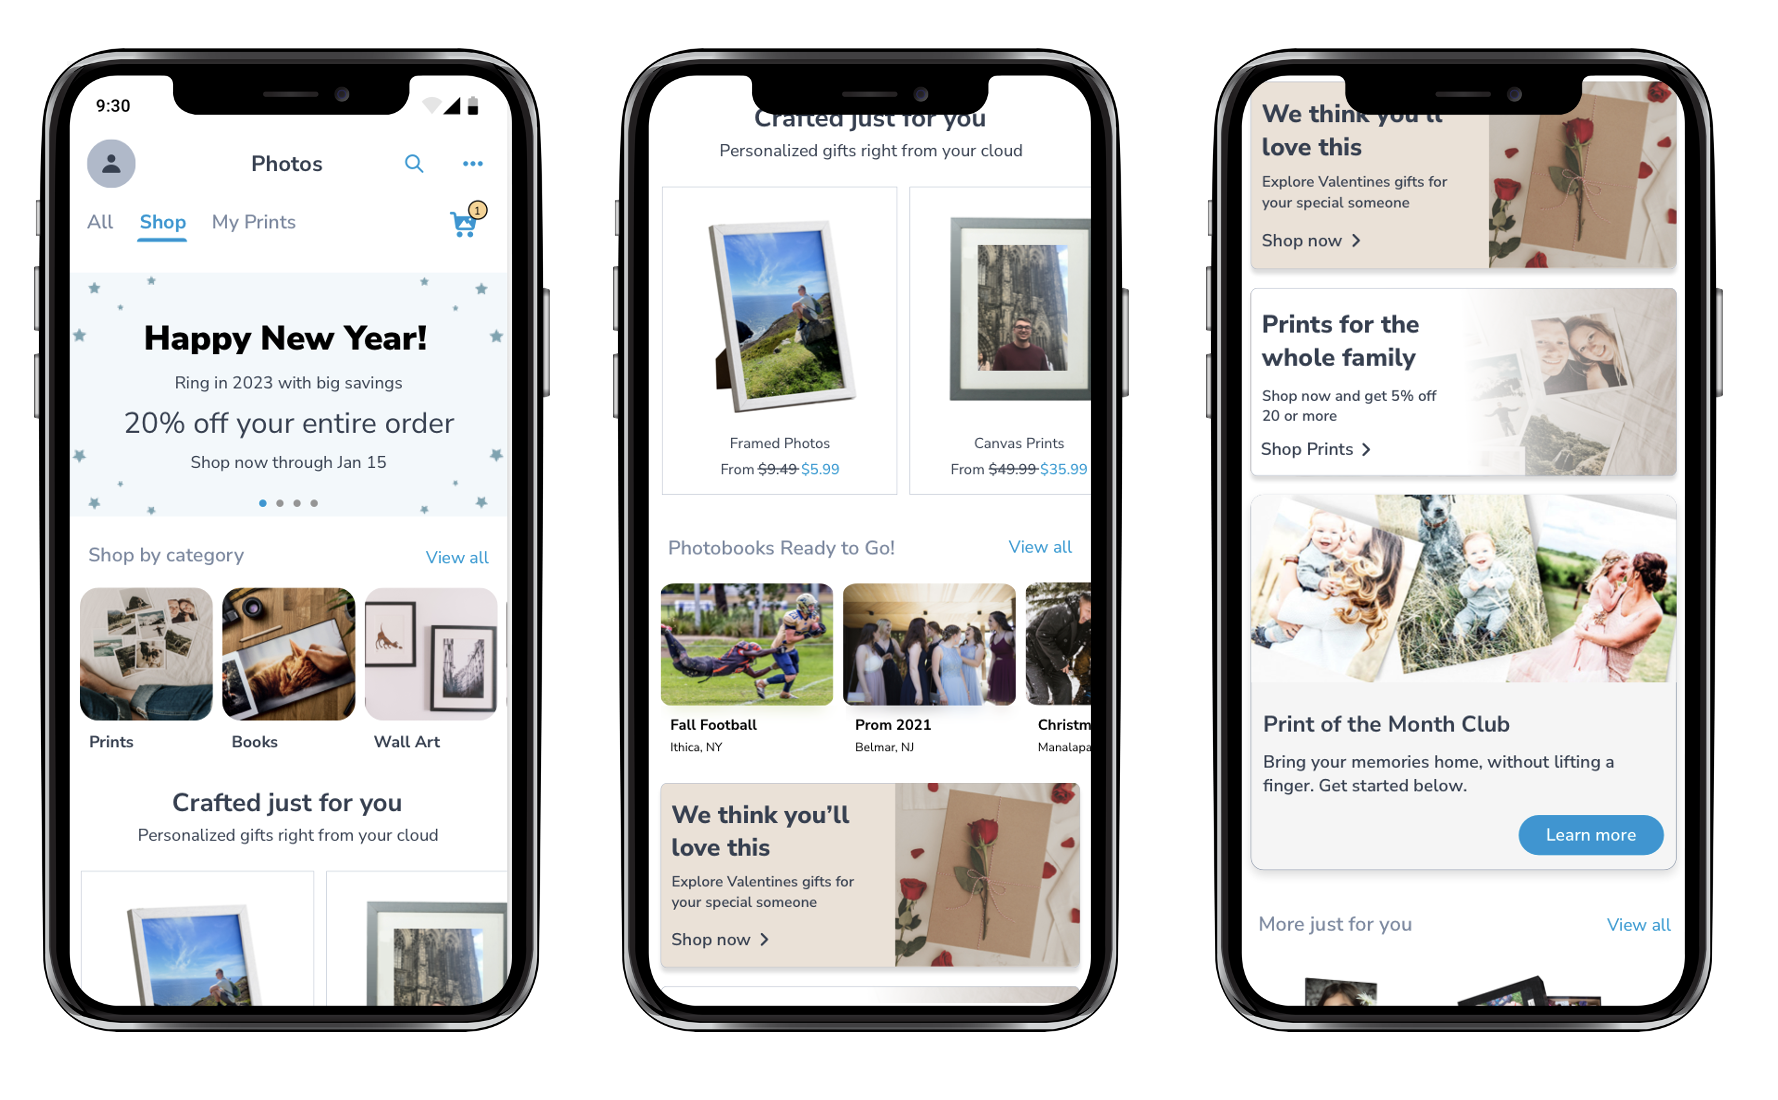 9:30
Photos
All Shop My Prints
1
Happy New Year!
Ring in 2023 with big savings
20% off your entire order
Shop now through Jan 15
Shop by category View all
Prints Books Wall Art
Crafted just for you
Personalized gifts right from your cloud
Crafted just for you
Personalized gifts right from your cloud
Framed Photos
From $9.49 $5.99
Canvas Prints
From $49.99 $35.99
Photobooks Ready to Go! View all
Fall Football
Ithica, NY
Prom 2021
Belmar, NJ
Christm
Manalapa
We think you'll
love this
Explore Valentines gifts for
your special someone
Shop now
We think you'll
love this
Explore Valentines gifts for
your special someone
Shop now
Prints for the
whole family
Shop now and get 5% off
20 or more
Shop Prints
Print of the Month Club
Bring your memories home, without lifting a
finger. Get started below.
Learn more
More just for you View all